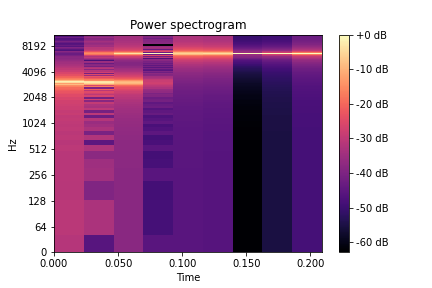 Power spectrogram
8192
4096
2048
1024
512
256
128
64
0
Hz
0.000
0.050
0.100
0.150
0.200
Time
+0 dB
-10 dB
-20 dB
-30 dB
-40 dB
-50 dB
-60 dB